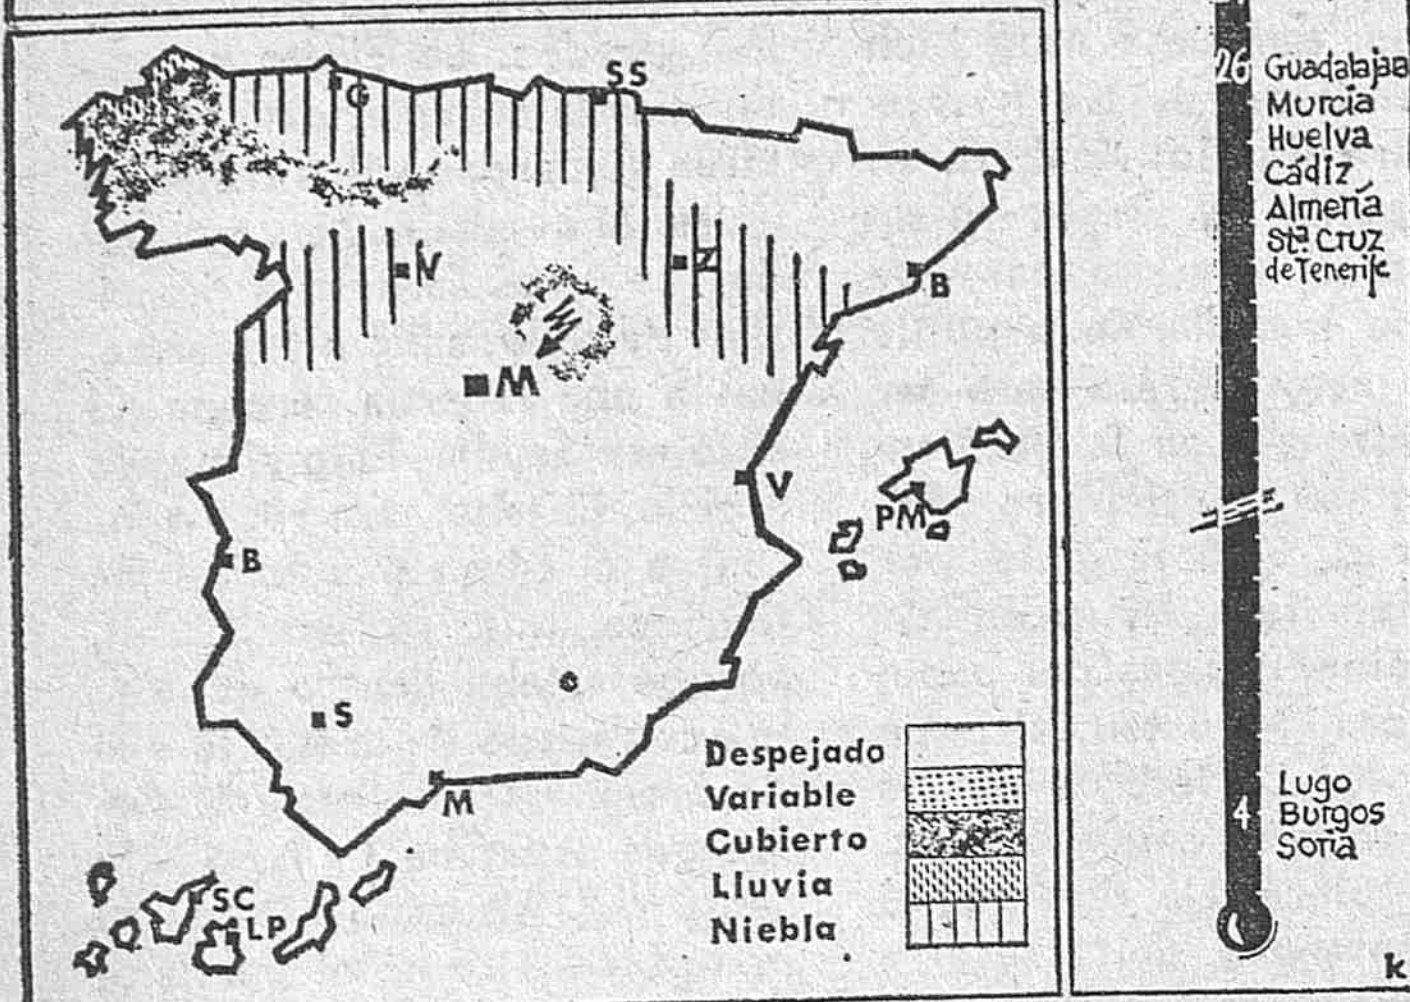 SS
G
V
Z
B
M
V
PM
B
S
M
SC
LP
Despejado
Variable
Cubierto
Lluvia
Niebla
26
Guadalajara
Murcia
Huelva
Cádiz
Almería
Stª Cruz
de Tenerife
4
Lugo
Burgos
Soria
k